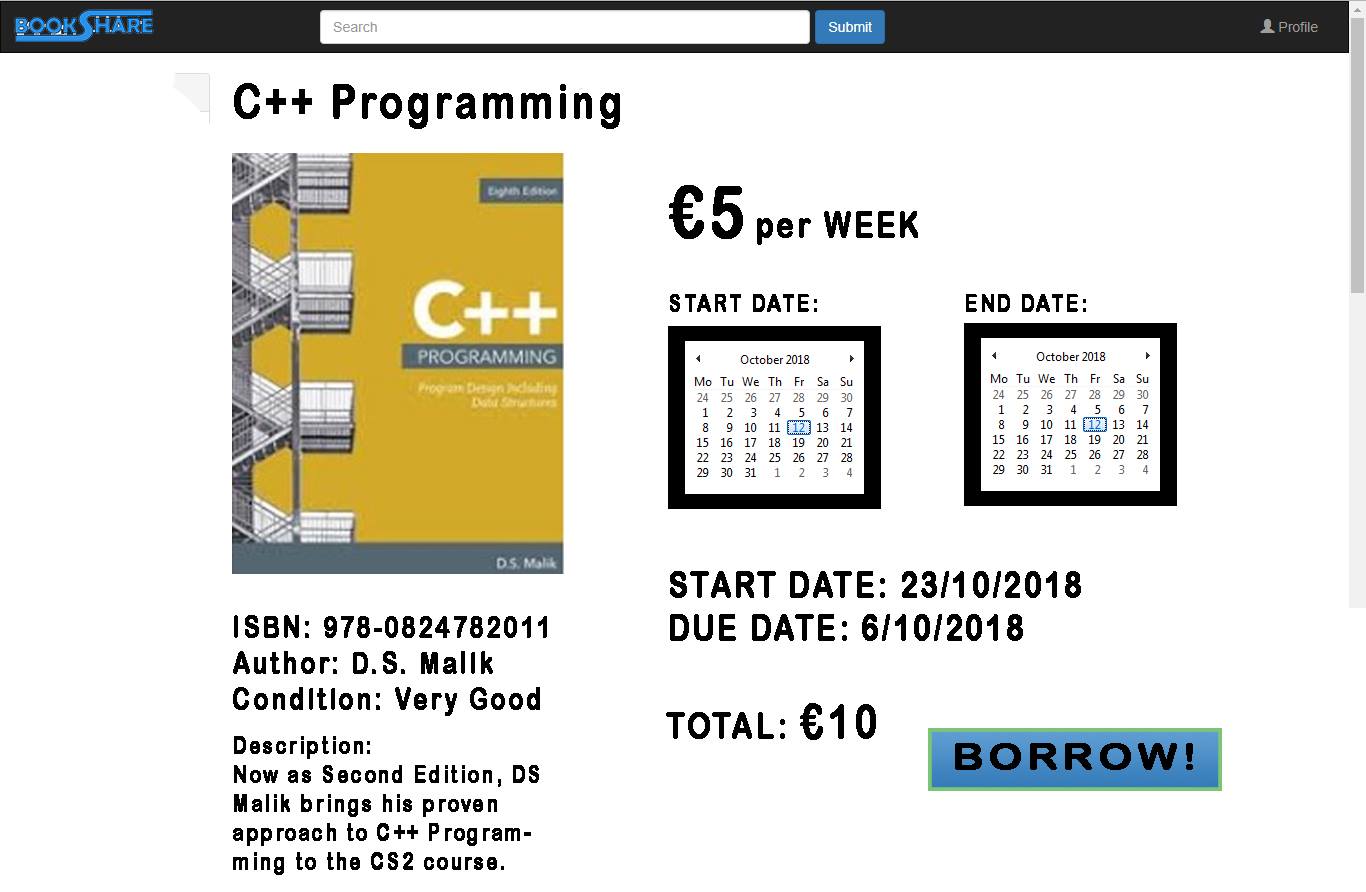 BOOKSHARE
Search
Submit
Profile
C++ Programming
Eighth Edition
C++
PROGRAMMING
Program Design Including
Data Structures
D.S. Malik
ISBN: 978-0824782011
Author: D.S. Malik
Condition: Very Good
Description:
Now as Second Edition, DS
Malik brings his proven
approach to C++ Program-
ming to the CS2 course.
€5 per WEEK
START DATE:
October 2018
Mo Tu We Th Fr Sa Su
24 25 26 27 28 29 30
1 2 3 4 5 6 7
8 9 10 11 12 13 14
15 16 17 18 19 20 21
22 23 24 25 26 27 28
29 30 31 1 2 3 4
END DATE:
October 2018
Mo Tu We Th Fr Sa Su
24 25 26 27 28 29 30
1 2 3 4 5 6 7
8 9 10 11 12 13 14
15 16 17 18 19 20 21
22 23 24 25 26 27 28
29 30 31 1 2 3 4
START DATE: 23/10/2018
DUE DATE: 6/10/2018
TOTAL: €10
BORROW!